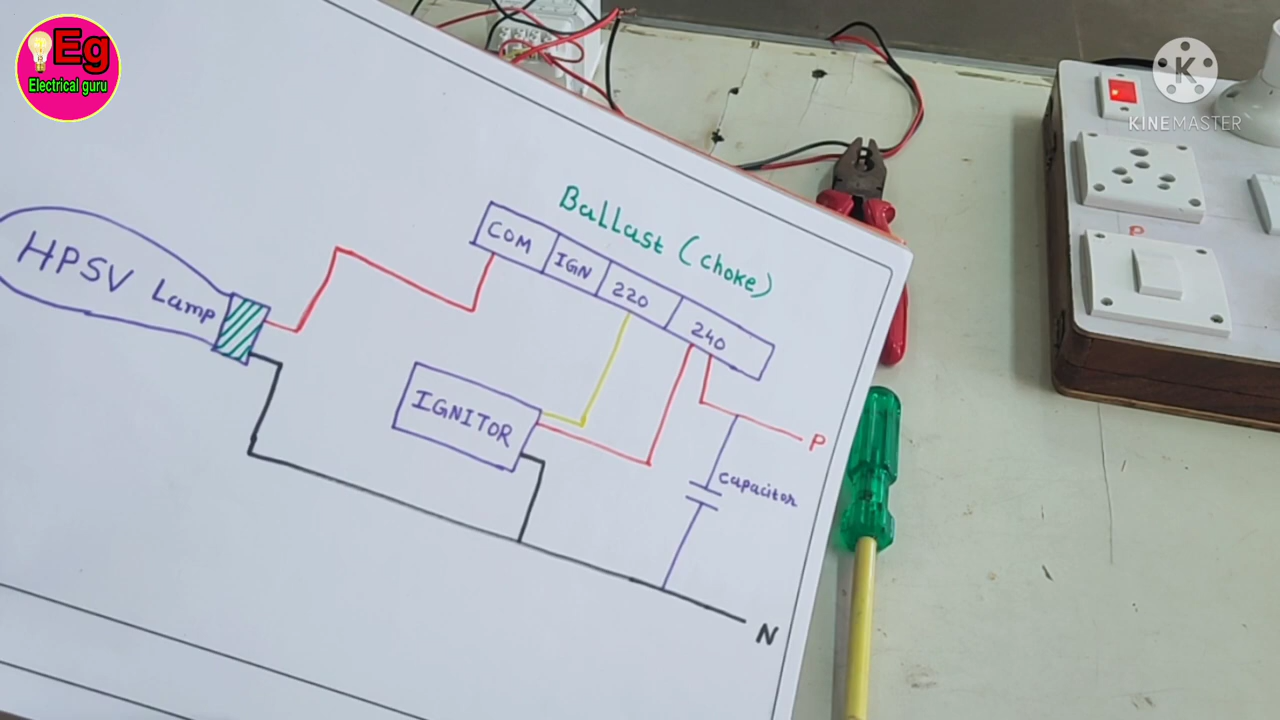 Eg
Electrical guru
K
KINEMASTER
Ballast (choke)
COM
IGN
220
240
HPSV Lamp
IGNITOR
P
capacitor
P
N